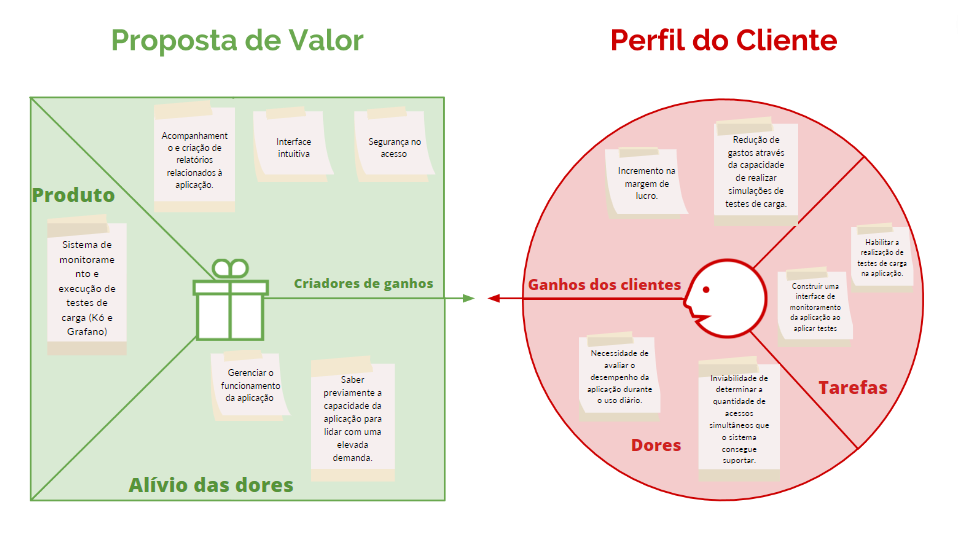 Proposta de Valor
Perfil do Cliente
Acompanhament
o e criação de
relatórios
relacionados à
aplicação.
Interface
intuitiva
Segurança no
acesso
Produto
Sistema de
monitorame
nto e
execução de
testes de
carga (K6 e
Grafano)
Criadores de ganhos
Gerenciar o
funcionamento
da aplicação
Saber
previamente a
capacidade da
aplicação para
lidar com uma
elevada
demanda.
Alívio das dores
Incremento na
margem de
lucro.
Redução de
gastos através
da capacidade
de realizar
simulações de
testes de carga.
Ganhos dos clientes
Habilitar a
realização de
testes de carga
na aplicação.
Construir uma
interface de
monitoramento
da aplicação ao
aplicar testes
Tarefas
Necessidade de
avaliar o
desempenho da
aplicação durante
o uso diário.
Inviabilidade de
determinar a
quantidade de
acessos
simultâneos que
o sistema
consegue
suportar.
Dores